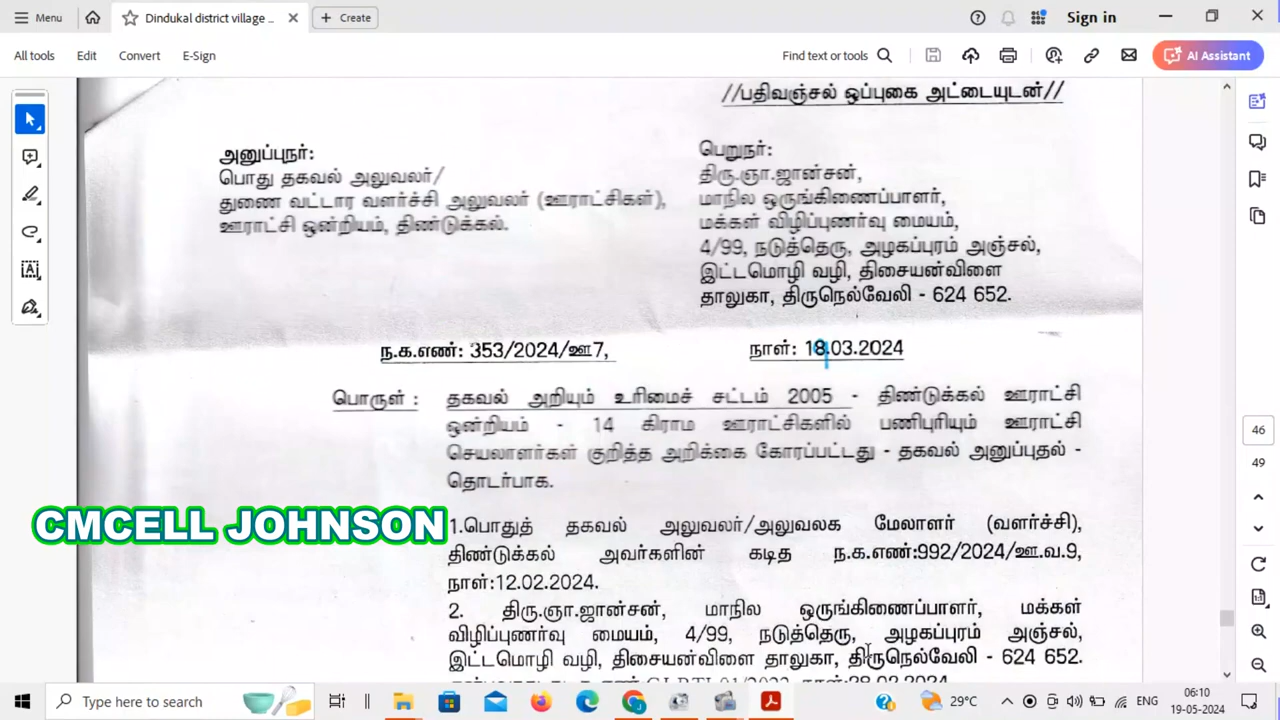 Menu
Dindukal district village ...
Create
Sign in
All tools
Edit
Convert
E-Sign
Find text or tools
AI Assistant
//பதிவஞ்சல் ஒப்புகை அட்டையுடன்//
அனுப்புநர்:
பொது தகவல் அலுவலர்/
துணை வட்டார வளர்ச்சி அலுவலர் (ஊராட்சிகள்),
ஊராட்சி ஒன்றியம், திண்டுக்கல்.
பெறுநர்:
திரு.ஞா.ஜான்சன்,
மாநில ஒருங்கிணைப்பாளர்,
மக்கள் விழிப்புணர்வு மையம்,
4/99, நடுத்தெரு, அழகப்புரம் அஞ்சல்,
இட்டமொழி வழி, திசையன்விளை
தாலுகா, திருநெல்வேலி - 624 652.
ந.க.எண்: 353/2024/ஊ7,
நாள்: 18.03.2024
பொருள் : தகவல் அறியும் உரிமைச் சட்டம் 2005 - திண்டுக்கல் ஊராட்சி
ஒன்றியம் - 14 கிராம ஊராட்சிகளில் பணிபுரியும் ஊராட்சி
செயலாளர்கள் குறித்த அறிக்கை கோரப்பட்டது - தகவல் அனுப்புதல் -
தொடர்பாக.
CMCELL JOHNSON
1.பொதுத் தகவல் அலுவலர்/அலுவலக மேலாளர் (வளர்ச்சி),
திண்டுக்கல் அவர்களின் கடித ந.க.எண்:992/2024/ஊ.வ.9,
நாள்:12.02.2024.
2. திரு.ஞா.ஜான்சன், மாநில ஒருங்கிணைப்பாளர், மக்கள்
விழிப்புணர்வு மையம், 4/99, நடுத்தெரு, அழகப்புரம் அஞ்சல்,
இட்டமொழி வழி, திசையன்விளை தாலுகா, திருநெல்வேலி - 624 652.
46
49
Type here to search
29°C
ENG
06:10
19-05-2024